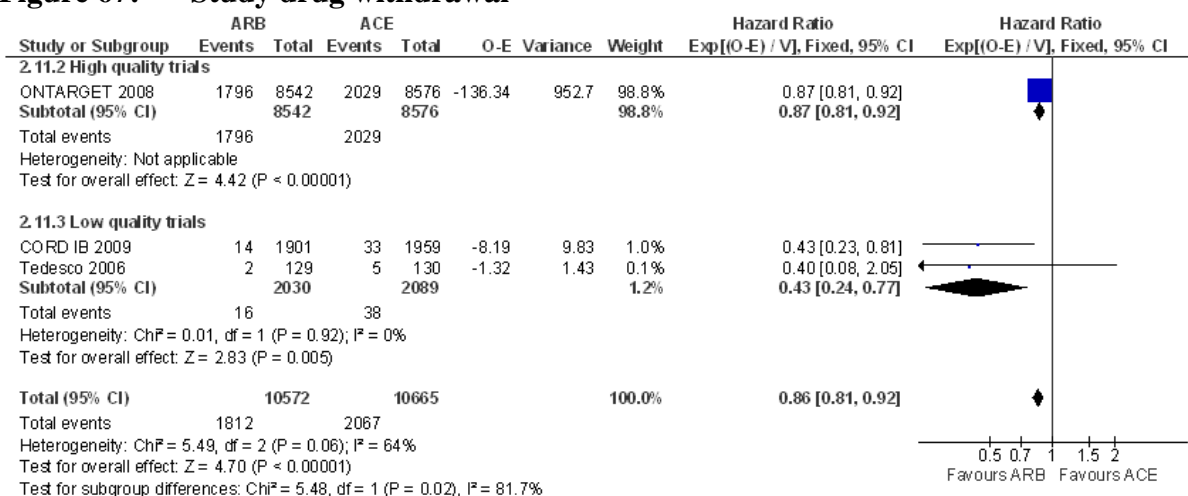 Figure 87: Study drug withdrawal
ARB ACE Hazard Ratio Hazard Ratio
Study or Subgroup Events Total Events Total O-E Variance Weight Exp[(O-E) / V], Fixed, 95% CI Exp[(O-E) / V], Fixed, 95% CI
2.11.2 High quality trials
ONTARGET 2008 1796 8542 2029 8576 -136.34 952.7 98.8% 0.87 [0.81, 0.92]
Subtotal (95% CI) 8542 8576 98.8% 0.87 [0.81, 0.92]
Total events 1796 2029
Heterogeneity: Not applicable
Test for overall effect: Z = 4.42 (P < 0.00001)
2.11.3 Low quality trials
CORD IB 2009 14 1901 33 1959 -8.19 9.83 1.0% 0.43 [0.23, 0.81]
Tedesco 2006 2 129 5 130 -1.32 1.43 0.1% 0.40 [0.08, 2.05]
Subtotal (95% CI) 2030 2089 1.2% 0.43 [0.24, 0.77]
Total events 16 38
Heterogeneity: Chi² = 0.01, df = 1 (P = 0.92); I² = 0%
Test for overall effect: Z = 2.83 (P = 0.005)
Total (95% CI) 10572 10665 100.0% 0.86 [0.81, 0.92]
Total events 1812 2067
Heterogeneity: Chi² = 5.49, df = 2 (P = 0.06); I² = 64%
Test for overall effect: Z = 4.70 (P < 0.00001)
Test for subgroup differences: Chi² = 5.48, df = 1 (P = 0.02), I² = 81.7%
0.5 0.7 1 1.5 2
Favours ARB Favours ACE